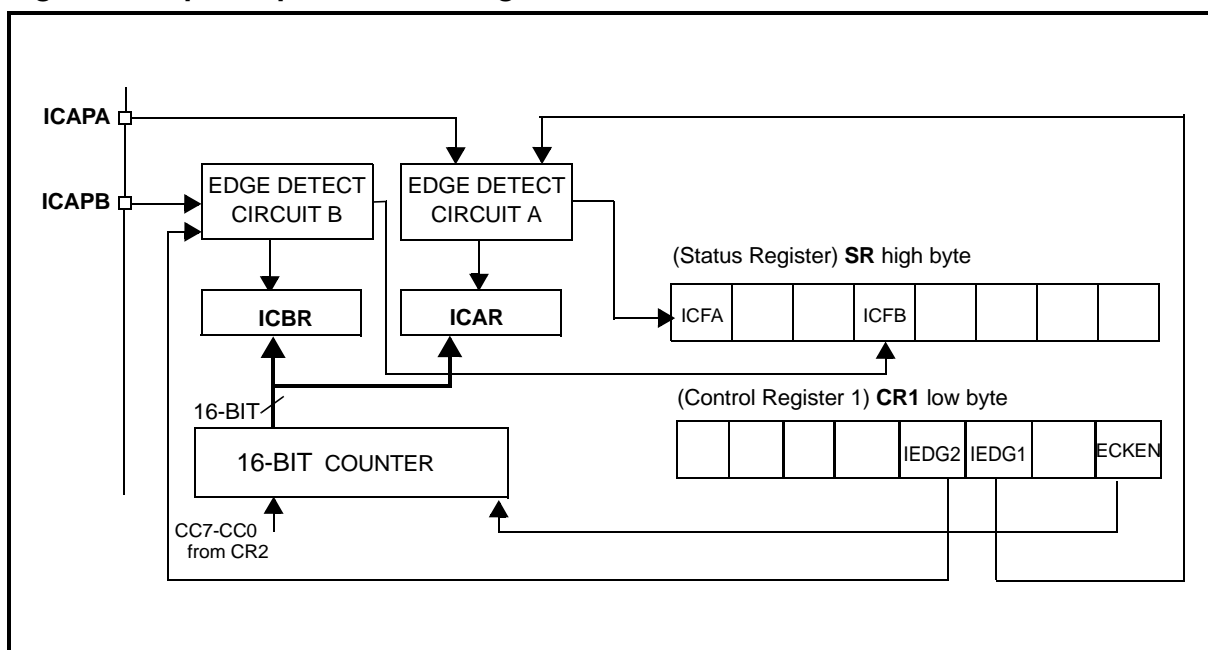 ICAPA
ICAPB
EDGE DETECT
CIRCUIT B
EDGE DETECT
CIRCUIT A
(Status Register) SR high byte
ICBR
ICAR
ICFA
ICFB
16-BIT
(Control Register 1) CR1 low byte
16-BIT COUNTER
IEDG2
IEDG1
ECKEN
CC7-CC0
from CR2